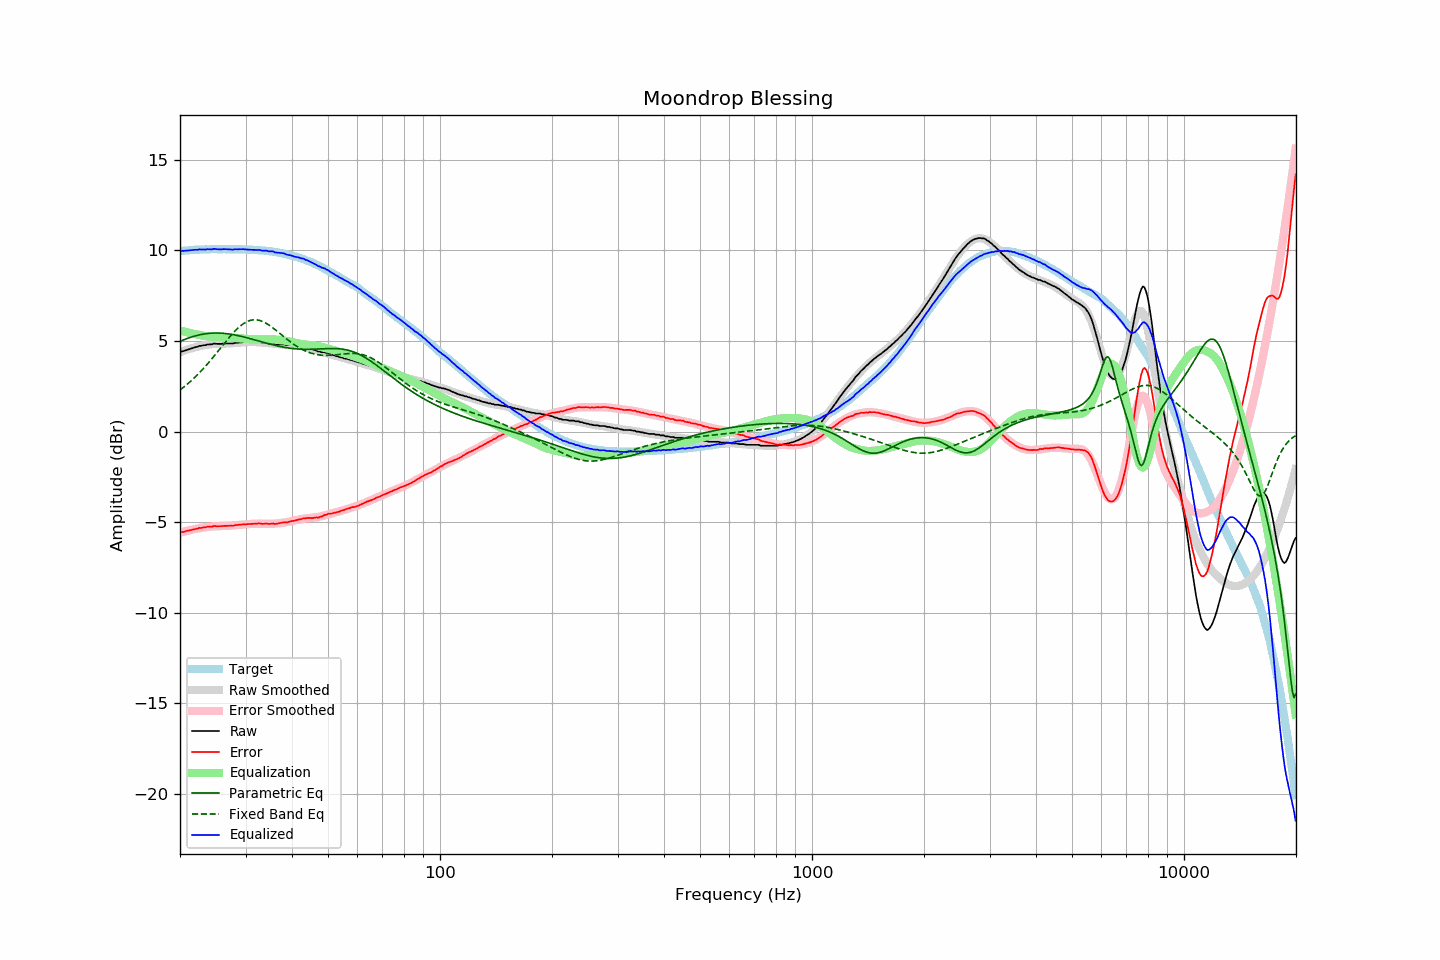 Moondrop Blessing
Amplitude (dBr)
15
10
5
0
−5
−10
−15
−20
Target
Raw Smoothed
Error Smoothed
Raw
Error
Equalization
Parametric Eq
Fixed Band Eq
Equalized
100
1000
10000
Frequency (Hz)